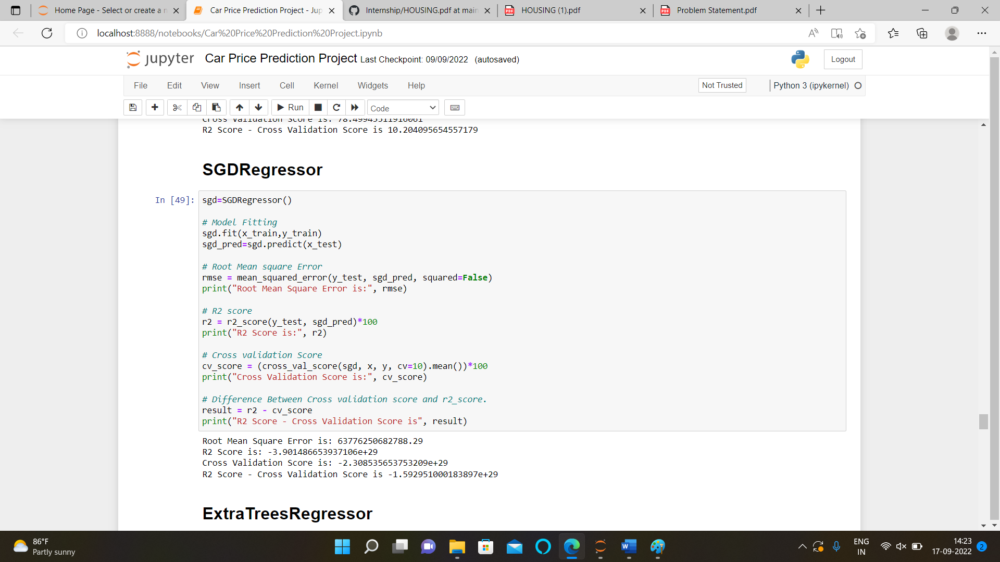 Home Page - Select or create a n
Car Price Prediction Project - Jup
Internship/HOUSING.pdf at main
HOUSING (1).pdf
Problem Statement.pdf
localhost:8888/notebooks/Car%20Price%20Prediction%20Project.ipynb
jupyter Car Price Prediction Project Last Checkpoint: 09/09/2022 (autosaved)
Logout
File Edit View Insert Cell Kernel Widgets Help
Not Trusted
Python 3 (ipykernel)
Run
Code
Cross Validation Score is: 78.49945511916061
R2 Score - Cross Validation Score is 10.204095654557179
SGDRegressor
In [49]:
sgd=SGDRegressor()
# Model Fitting
sgd.fit(x_train,y_train)
sgd_pred=sgd.predict(x_test)
# Root Mean square Error
rmse = mean_squared_error(y_test, sgd_pred, squared=False)
print("Root Mean Square Error is:", rmse)
# R2 score
r2 = r2_score(y_test, sgd_pred)*100
print("R2 Score is:", r2)
# Cross validation Score
cv_score = (cross_val_score(sgd, x, y, cv=10).mean())*100
print("Cross Validation Score is:", cv_score)
# Difference Between Cross validation score and r2_score.
result = r2 - cv_score
print("R2 Score - Cross Validation Score is", result)
Root Mean Square Error is: 63776250682788.29
R2 Score is: -3.901486653937106e+29
Cross Validation Score is: -2.308535653753209e+29
R2 Score - Cross Validation Score is -1.592951000183897e+29
ExtraTreesRegressor
86°F
Partly sunny
ENG
IN
14:23
17-09-2022
2